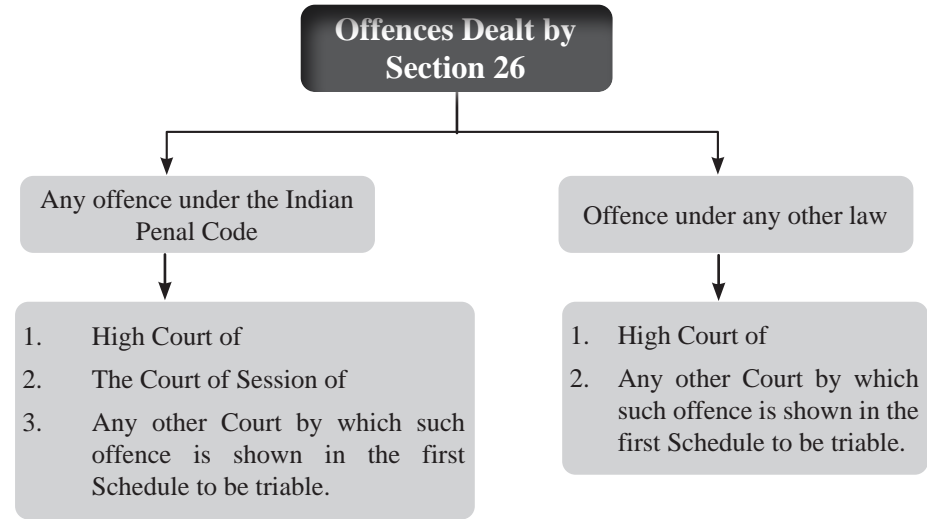 Offences Dealt by
Section 26
Any offence under the Indian
Penal Code
Offence under any other law
1. High Court of
2. The Court of Session of
3. Any other Court by which such
offence is shown in the first
Schedule to be triable.
1. High Court of
2. Any other Court by which
such offence is shown in the
first Schedule to be triable.